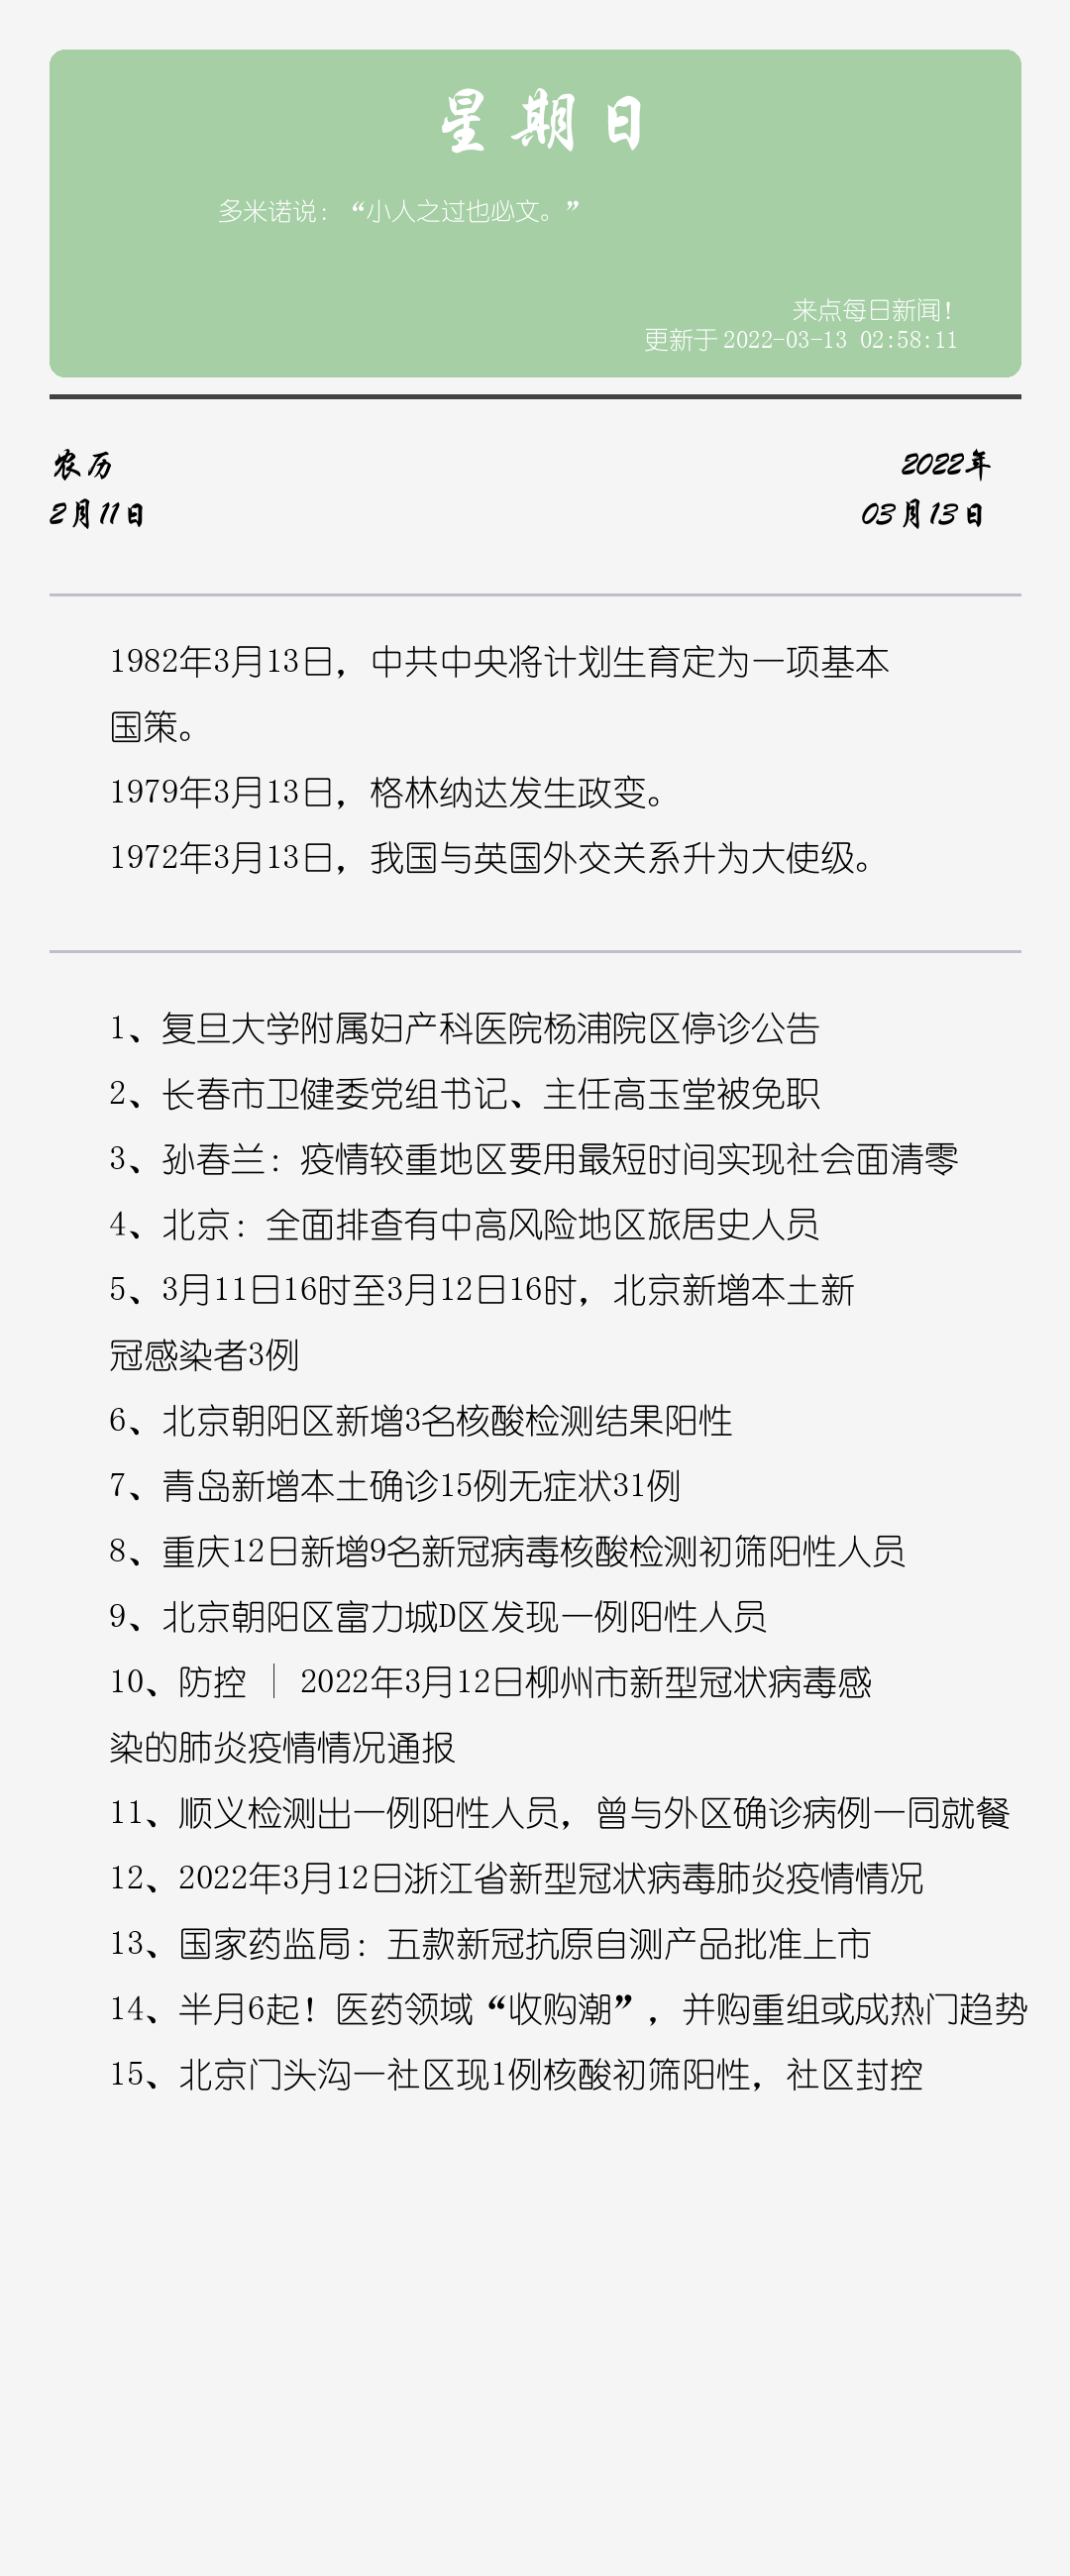 星期日
多米诺说：“小人之过也必文。”
来点每日新闻！
更新于 2022-03-13 02:58:11
农历
2022年
2月11日
03月13日
1982年3月13日，中共中央将计划生育定为一项基本
国策。
1979年3月13日，格林纳达发生政变。
1972年3月13日，我国与英国外交关系升为大使级。
1、复旦大学附属妇产科医院杨浦院区停诊公告
2、长春市卫健委党组书记、主任高玉堂被免职
3、孙春兰：疫情较重地区要用最短时间实现社会面清零
4、北京：全面排查有中高风险地区旅居史人员
5、3月11日16时至3月12日16时，北京新增本土新
冠感染者3例
6、北京朝阳区新增3名核酸检测结果阳性
7、青岛新增本土确诊15例无症状31例
8、重庆12日新增9名新冠病毒核酸检测初筛阳性人员
9、北京朝阳区富力城D区发现一例阳性人员
10、防控 ｜ 2022年3月12日柳州市新型冠状病毒感
染的肺炎疫情情况通报
11、顺义检测出一例阳性人员，曾与外区确诊病例一同就餐
12、2022年3月12日浙江省新型冠状病毒肺炎疫情情况
13、国家药监局：五款新冠抗原自测产品批准上市
14、半月6起！医药领域“收购潮”，并购重组或成热门趋势
15、北京门头沟一社区现1例核酸初筛阳性，社区封控